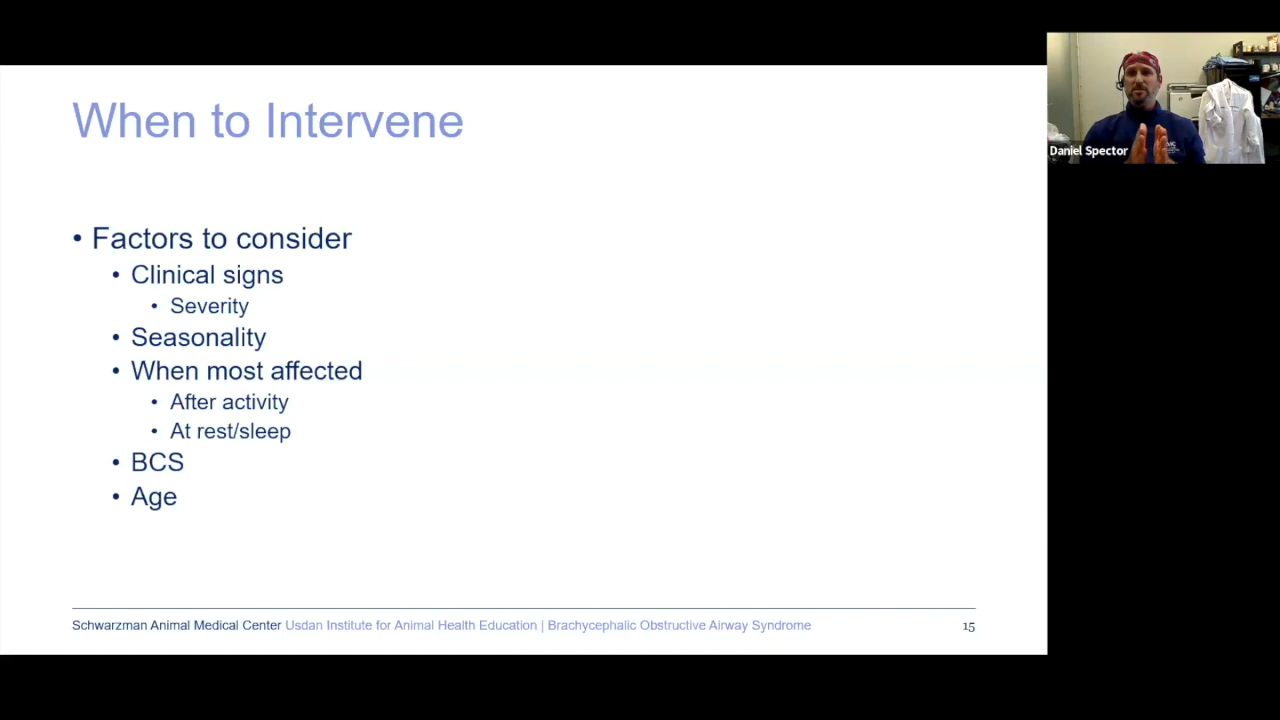 When to Intervene
• Factors to consider
• Clinical signs
• Severity
• Seasonality
• When most affected
• After activity
• At rest/sleep
• BCS
• Age
Schwarzman Animal Medical Center Usdan Institute for Animal Health Education | Brachycephalic Obstructive Airway Syndrome
15
Daniel Spector